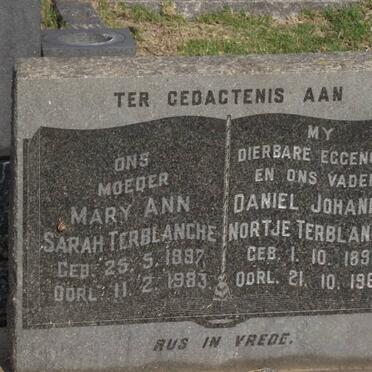 TER GEDACTENIS AAN
ONS
MOEDER
MARY ANN
SARAH TERBLANCHE
GEB. 25. 5. 1897
OORL. 11. 2. 1983.
MY
DIERBARE EGGENO
EN ONS VADER
DANIEL JOHANN
NORTJE TERBLAN
GEB. 1. 10. 189
OORL. 21. 10. 196
RUS IN VREDE.